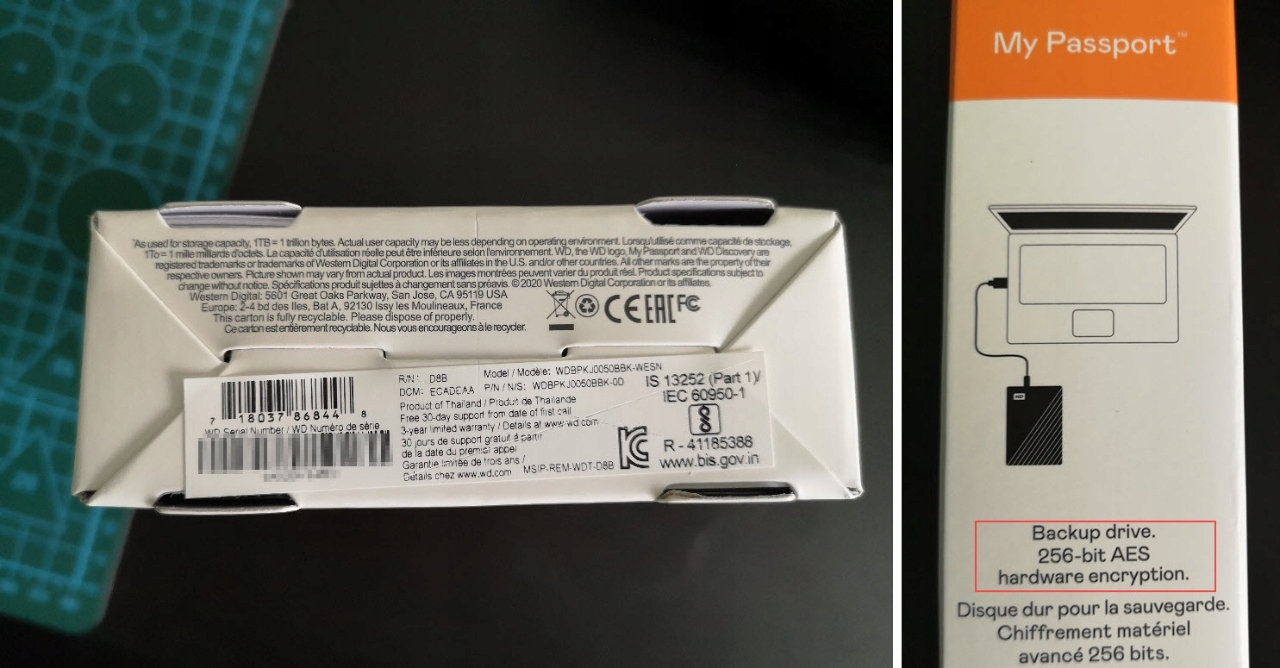 ¹As used for storage capacity, 1TB = 1 trillion bytes. Actual user capacity may be less depending on operating environment. Lorsqu'utilisé comme capacité de stockage,
1To = 1 mille milliards d'octets. La capacité d'utilisation réelle peut être inférieure selon l'environnement. WD, the WD logo, My Passport and WD Discovery are
registered trademarks or trademarks of Western Digital Corporation or its affiliates in the U.S. and/or other countries. All other marks are the property of their
respective owners. Picture shown may vary from actual product. Les images montrées peuvent varier du produit réel. Product specifications subject to
change without notice. Spécifications produit sujettes à changement sans préavis. © 2020 Western Digital Corporation or its affiliates.
Western Digital: 5601 Great Oaks Parkway, San Jose, CA 95119 USA
Europe: 2-4 bd des Iles, Bat A, 92130 Issy les Moulineaux, France
This carton is fully recyclable. Please dispose of properly.
Ce carton est entièrement recyclable. Nous vous encourageons à le recycler.
CE EAC FC
7 18037 86844 8
WD Serial Number / WD Numéro de série
R/N: D8B
DCM: ECADEAA
Model / Modèle: WDBPKJ0050BBK-WESN
P/N / N/S: WDBPKJ0050BBK-0D
Product of Thailand / Produit de Thaïlande
Free 30-day support from date of first call
3-year limited warranty / Details at www.wd.com
30 jours de support gratuit à partir
de la date du premier appel
Garantie limitée de trois ans /
Détails chez www.wd.com
MSIP-REM-WDT-D8B
IS 13252 (Part 1)/
IEC 60950-1
R - 41185388
www.bis.gov.in
My Passport™
WD
Backup drive.
256-bit AES
hardware encryption.
Disque dur pour la sauvegarde.
Chiffrement matériel
avancé 256 bits.